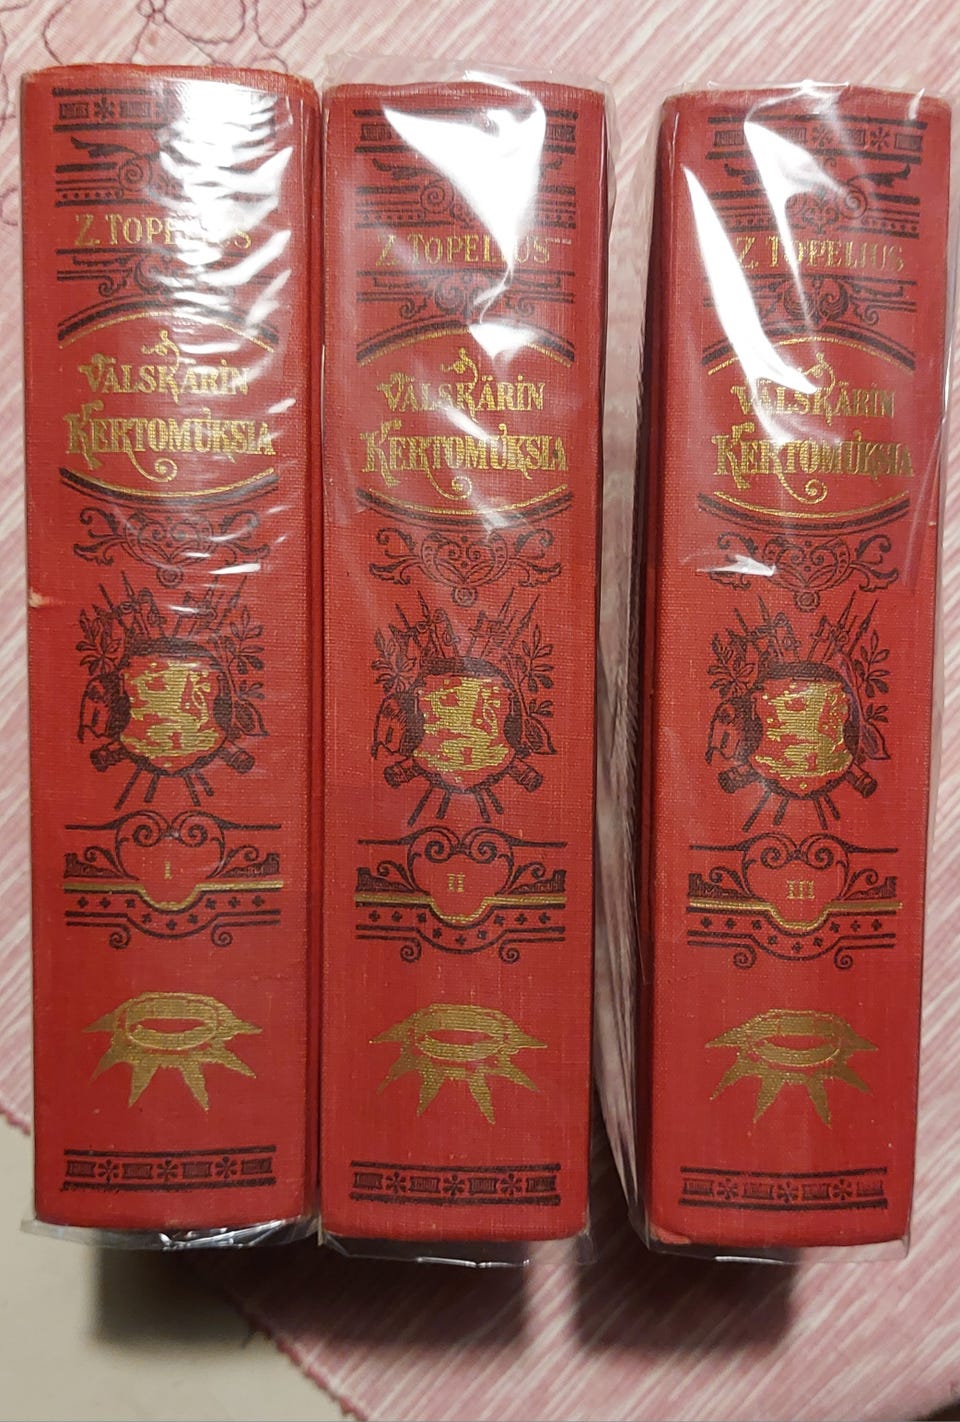 Z. TOPELIUS
VÄLSKÄRIN
KERTOMUKSIA
I
Z. TOPELIUS
VÄLSKÄRIN
KERTOMUKSIA
II
Z. TOPELIUS
VÄLSKÄRIN
KERTOMUKSIA
III